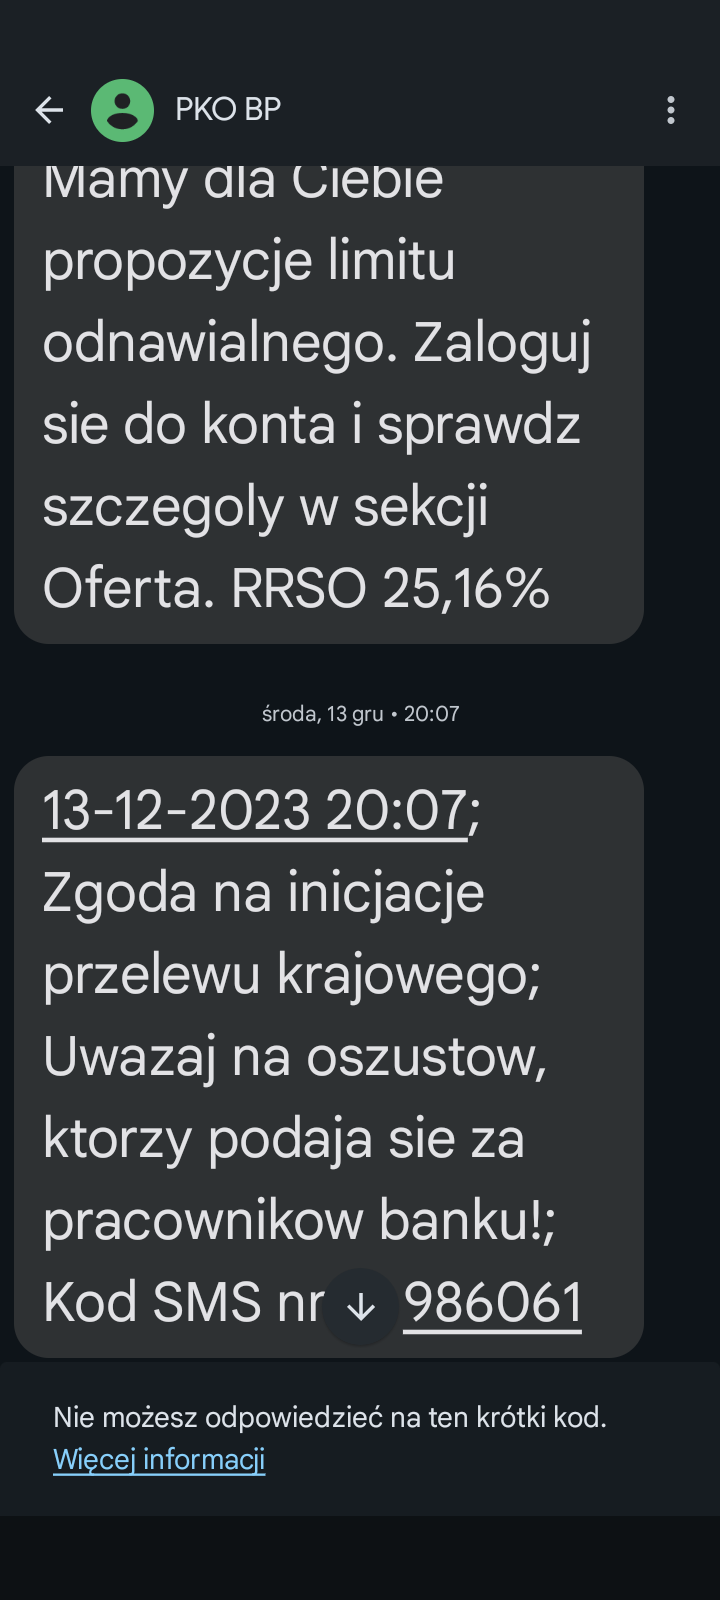 PKO BP
Mamy dla Ciebie
propozycje limitu
odnawialnego. Zaloguj
sie do konta i sprawdz
szczegoly w sekcji
Oferta. RRSO 25,16%
środa, 13 gru • 20:07
13-12-2023 20:07;
Zgoda na inicjacje
przelewu krajowego;
Uwazaj na oszustow,
ktorzy podaja sie za
pracownikow banku!;
Kod SMS nr 986061
Nie możesz odpowiedzieć na ten krótki kod.
Więcej informacji